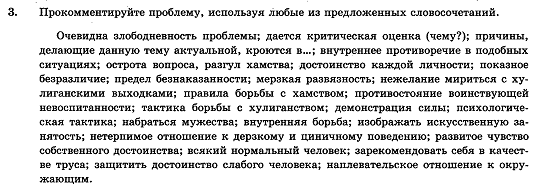 3. Прокомментируйте проблему, используя любые из предложенных словосочетаний.
Очевидна злободневность проблемы; дается критическая оценка (чему?); причины,
делающие данную тему актуальной, кроются в...; внутреннее противоречие в подобных
ситуациях; острота вопроса, разгул хамства; достоинство каждой личности; показное
безразличие; предел безнаказанности; мерзкая развязность; нежелание мириться с ху-
лиганскими выходками; правила борьбы с хамством; противостояние воинствующей
невоспитанности; тактика борьбы с хулиганством; демонстрация силы; психологиче-
ская тактика; набраться мужества; внутренняя борьба; изображать искусственную за-
нятость; нетерпимое отношение к дерзкому и циничному поведению; развитое чувство
собственного достоинства; всякий нормальный человек; зарекомендовать себя в качест-
ве труса; защитить достоинство слабого человека; наплевательское отношение к окру-
жающим.